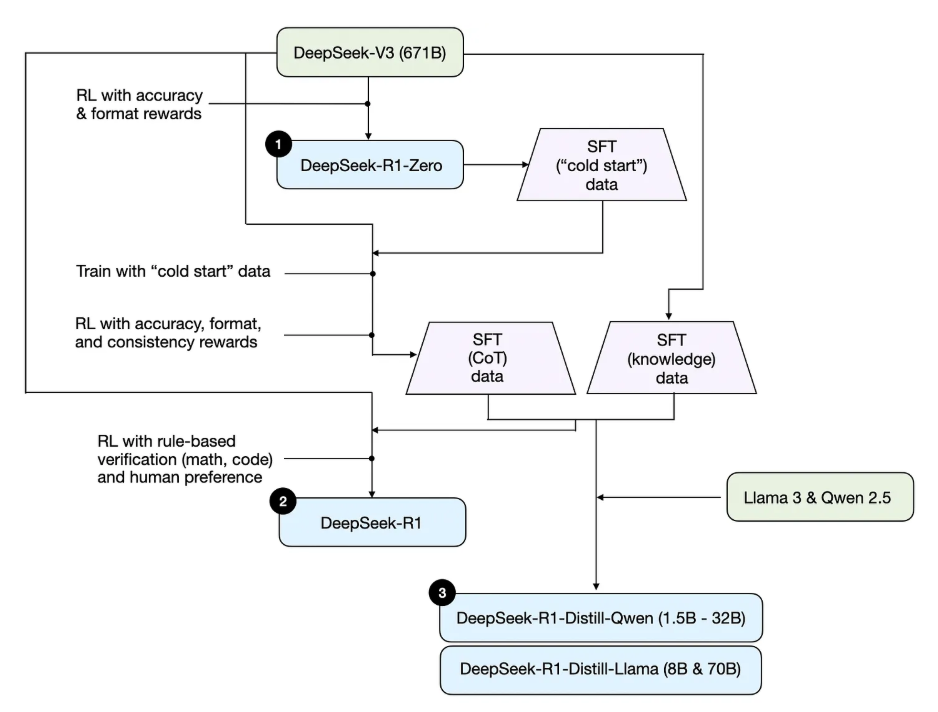 DeepSeek-V3 (671B)
RL with accuracy
& format rewards
1
DeepSeek-R1-Zero
SFT
(“cold start”)
data
Train with “cold start” data
RL with accuracy, format,
and consistency rewards
SFT
(CoT)
data
SFT
(knowledge)
data
RL with rule-based
verification (math, code)
and human preference
2
DeepSeek-R1
Llama 3 & Qwen 2.5
3
DeepSeek-R1-Distill-Qwen (1.5B - 32B)
DeepSeek-R1-Distill-Llama (8B & 70B)